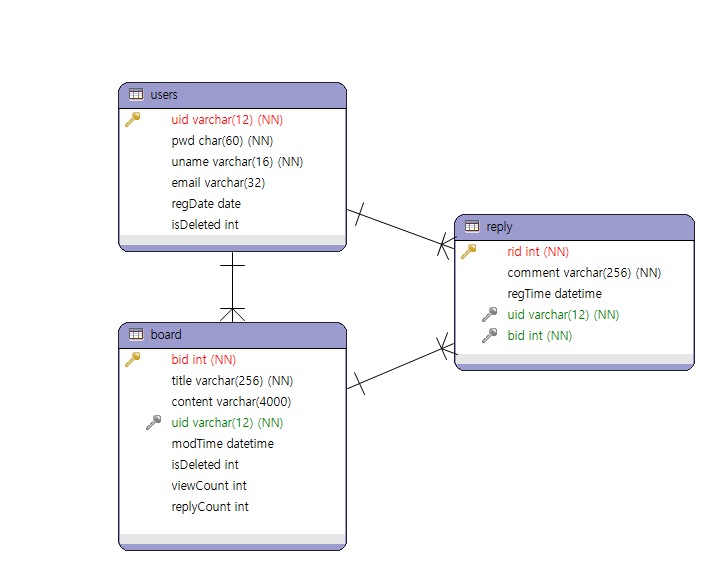 users
uid varchar(12) (NN)
pwd char(60) (NN)
uname varchar(16) (NN)
email varchar(32)
regDate date
isDeleted int
reply
rid int (NN)
comment varchar(256) (NN)
regTime datetime
uid varchar(12) (NN)
bid int (NN)
board
bid int (NN)
title varchar(256) (NN)
content varchar(4000)
uid varchar(12) (NN)
modTime datetime
isDeleted int
viewCount int
replyCount int